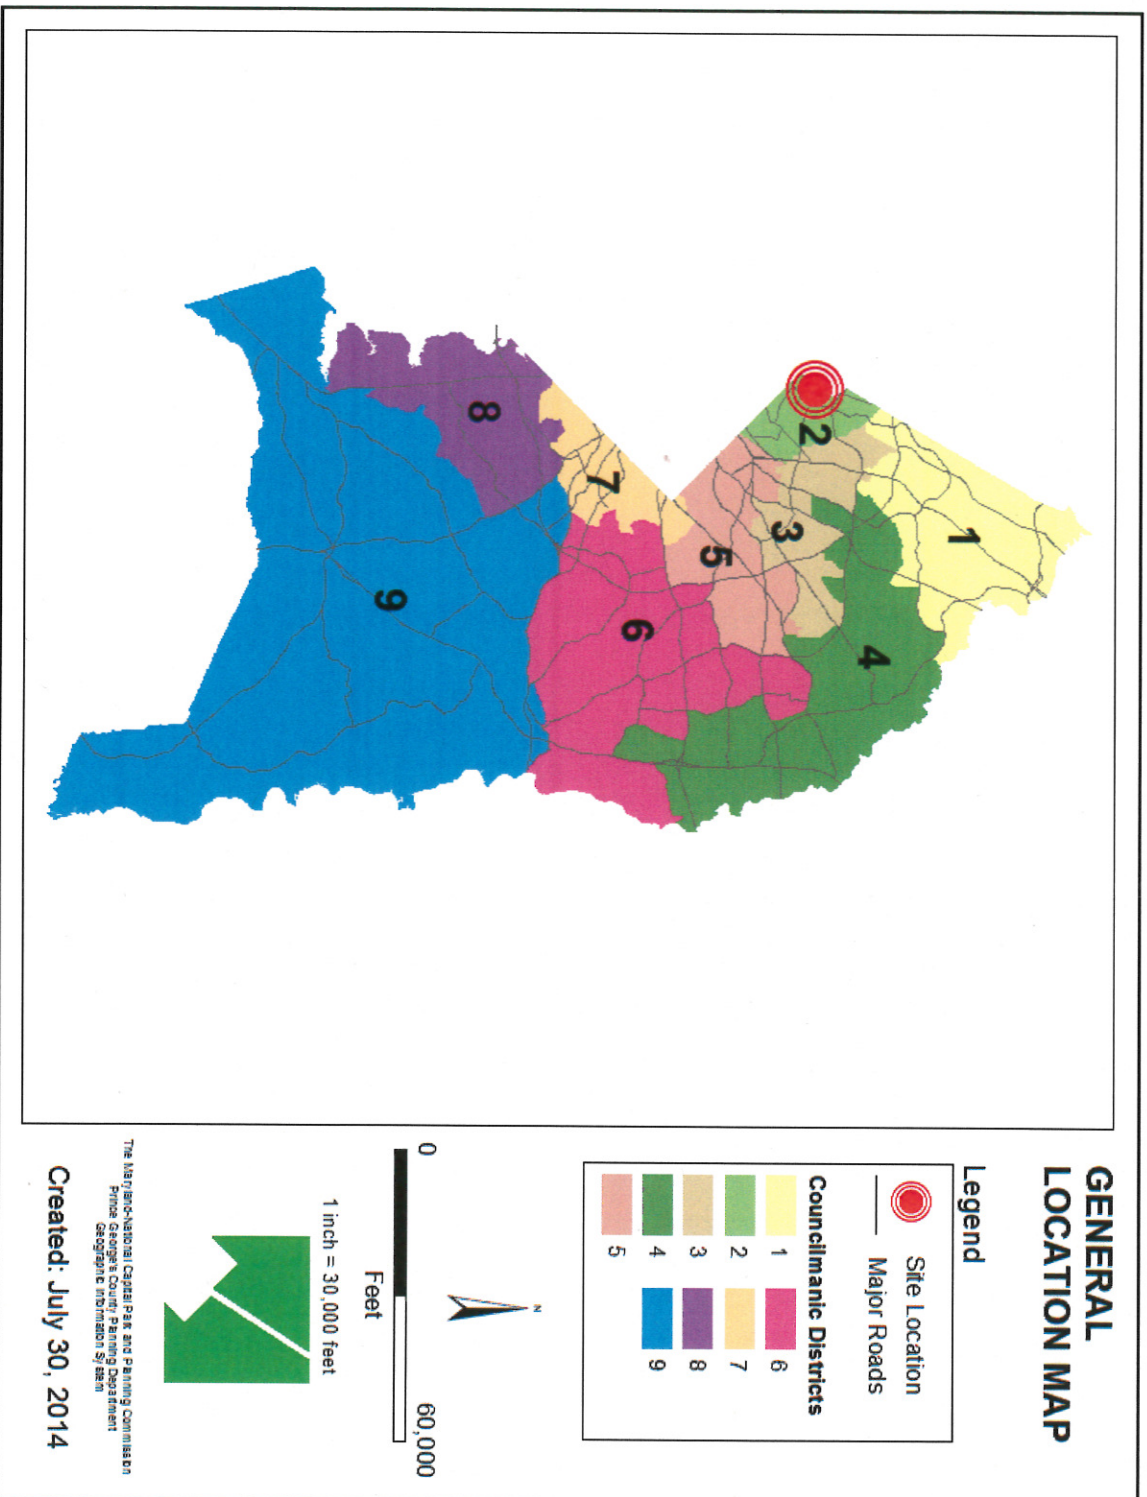 GENERAL
LOCATION MAP
Legend
Site Location
Major Roads
Councilmanic Districts
1
2
3
4
5
6
7
8
9
N
0
60,000
Feet
1 inch = 30,000 feet
The Maryland-National Capital Park and Planning Commission
Prince George's County Planning Department
Geographic Information System
Created: July 30, 2014
1
2
3
4
5
6
7
8
9